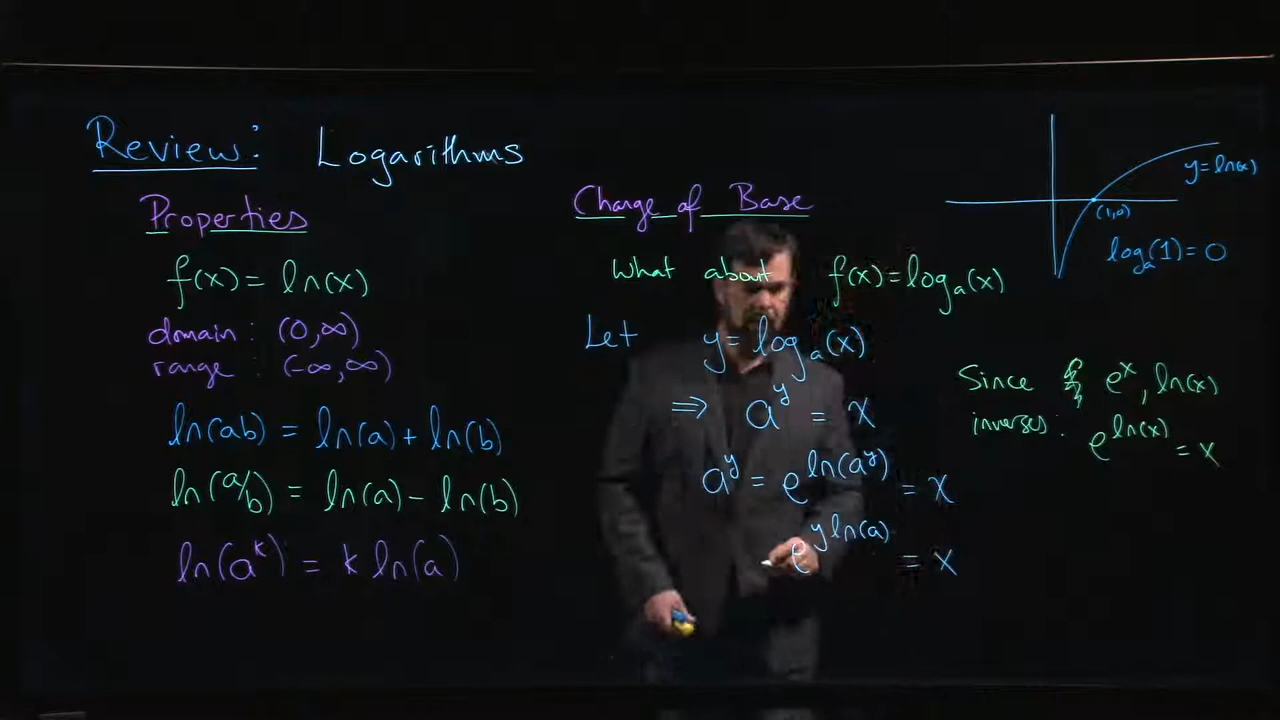 Review: Logarithms
Properties
f(x) = ln(x)
domain : (0,∞)
range : (-∞,∞)
ln(ab) = ln(a) + ln(b)
ln(a/b) = ln(a) - ln(b)
ln(a^k) = k ln(a)
Change of Base
What about f(x) = log_a(x)
Let y = log_a(x)
⇒ a^y = x
a^y = e^{ln(a^y)} = x
e^{y ln(a)} = x
y = ln(x)
(1,0)
log_a(1) = 0
Since e^x, ln(x)
inverses: e^{ln(x)} = x